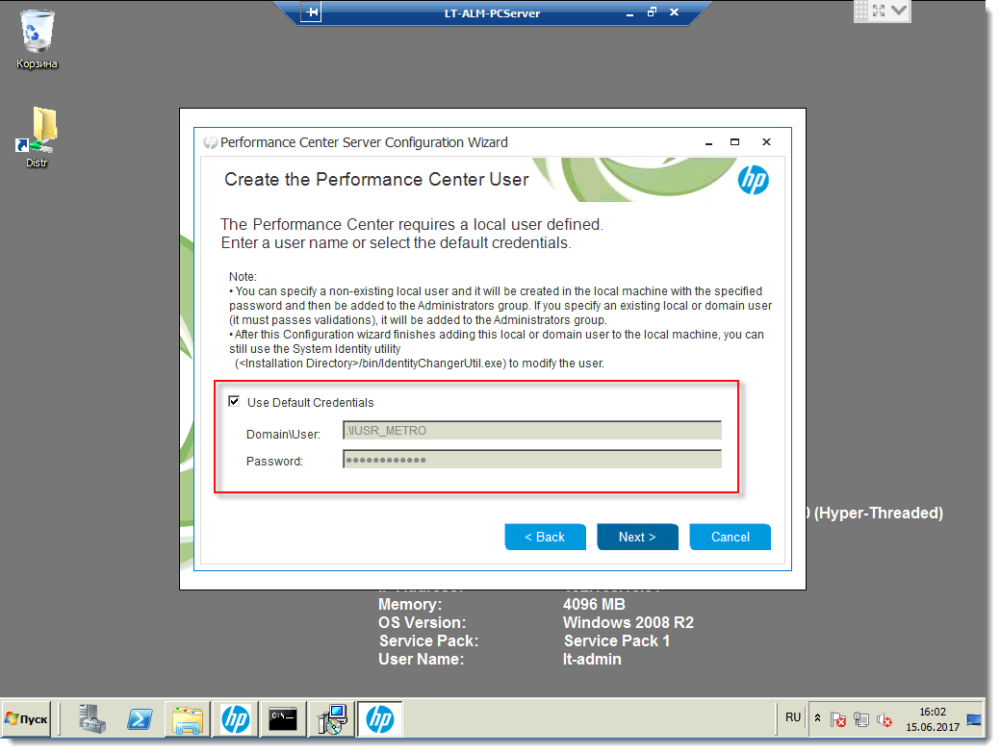 LT-ALM-PCServer
Корзина
Distr
Performance Center Server Configuration Wizard
Create the Performance Center User
hp
The Performance Center requires a local user defined.
Enter a user name or select the default credentials.
Note:
• You can specify a non-existing local user and it will be created in the local machine with the specified
password and then be added to the Administrators group. If you specify an existing local or domain user
(it must passes validations), it will be added to the Administrators group.
• After this Configuration wizard finishes adding this local or domain user to the local machine, you can
still use the System Identity utility
(<Installation Directory>/bin/IdentityChangerUtil.exe) to modify the user.
Use Default Credentials
Domain\User: .\IUSR_METRO
Password: ●●●●●●●●●●●●
< Back Next > Cancel
(Hyper-Threaded)
Memory: 4096 MB
OS Version: Windows 2008 R2
Service Pack: Service Pack 1
User Name: lt-admin
Пуск
hp
C:\_
hp
RU
16:02
15.06.2017